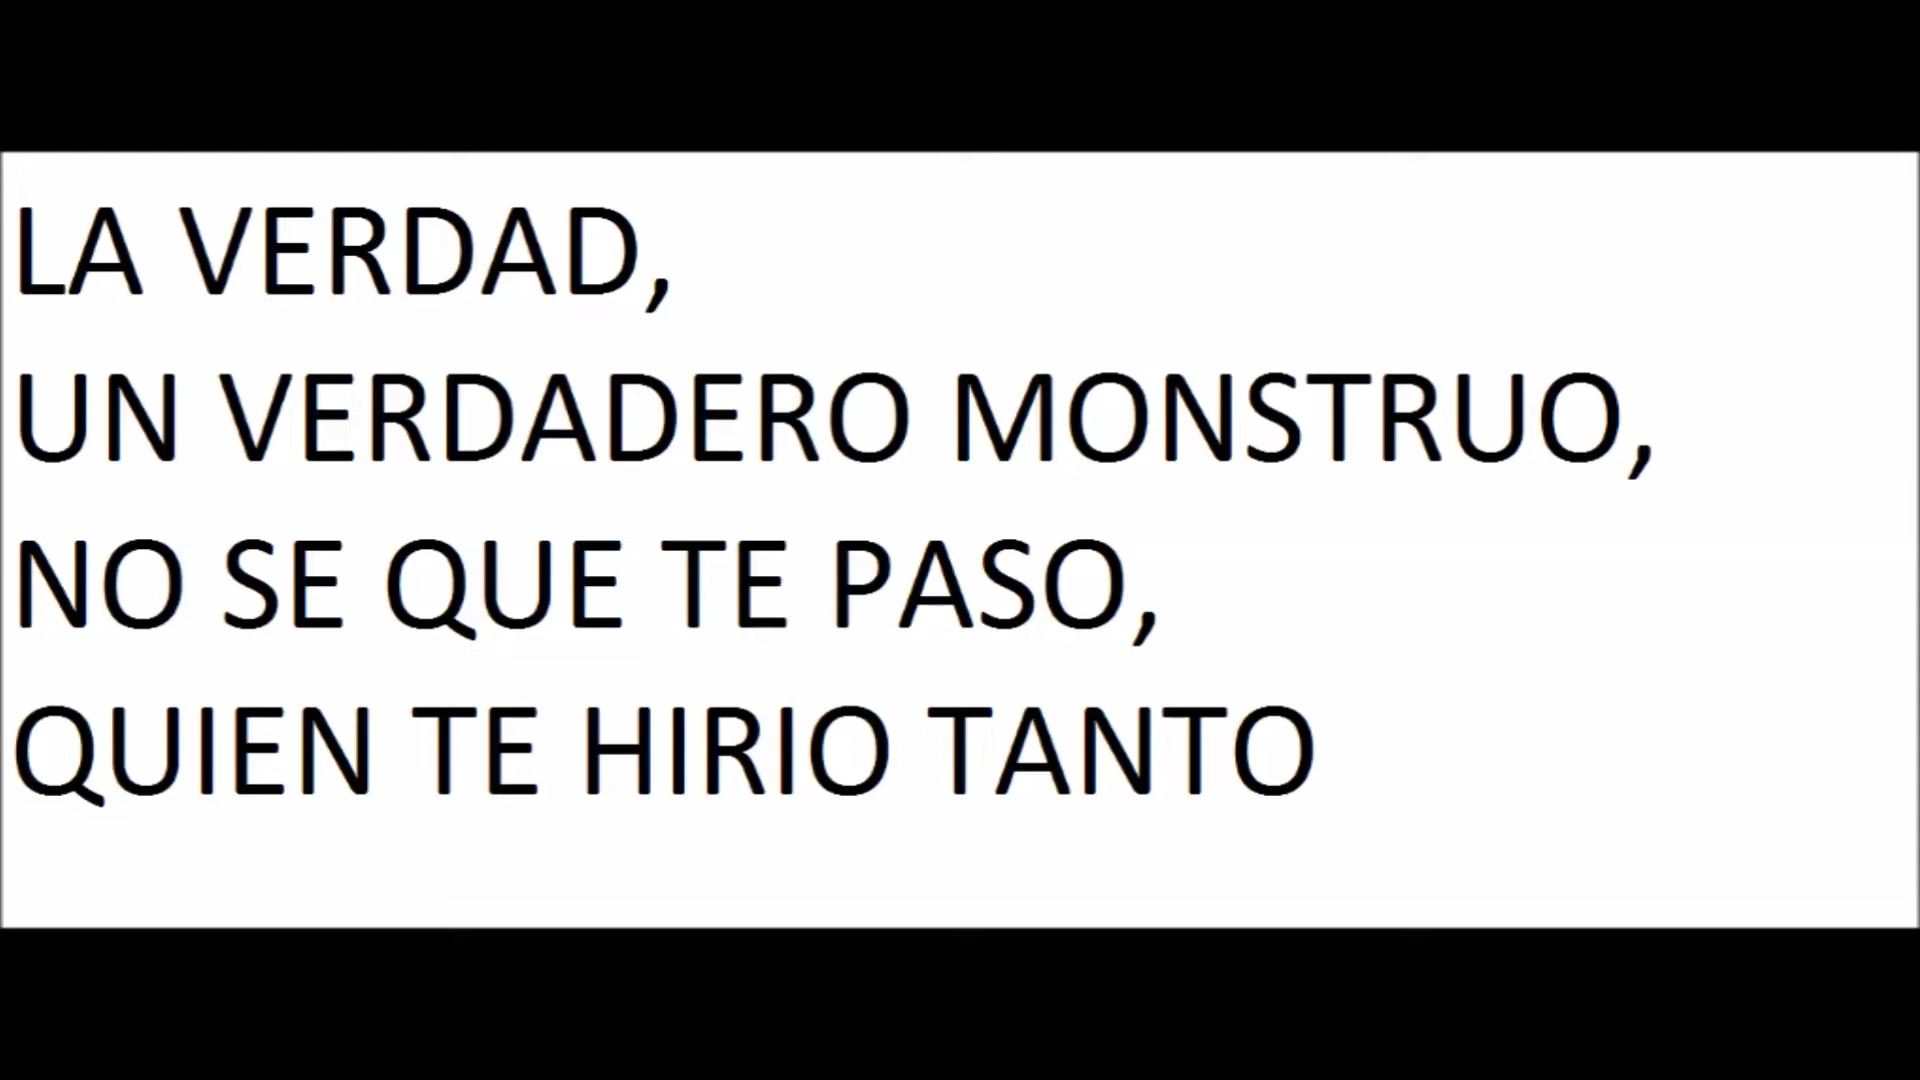 LA VERDAD,
UN VERDADERO MONSTRUO,
NO SE QUE TE PASO,
QUIEN TE HIRIO TANTO